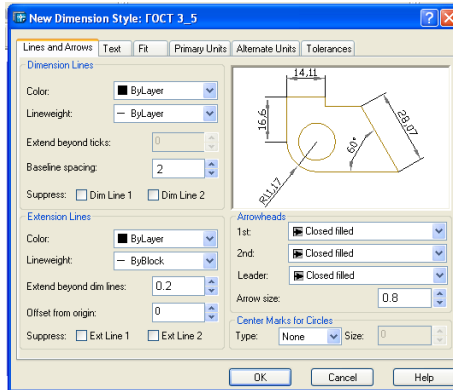 New Dimension Style: ГОСТ 3_5
Lines and Arrows Text Fit Primary Units Alternate Units Tolerances
Dimension Lines
Color: ByLayer
Lineweight: ByLayer
Extend beyond ticks: 0
Baseline spacing: 2
Suppress: Dim Line 1 Dim Line 2
Extension Lines
Color: ByLayer
Lineweight: ByBlock
Extend beyond dim lines: 0.2
Offset from origin: 0
Suppress: Ext Line 1 Ext Line 2
14,11
16,6
28,07
60°
R11,17
Arrowheads
1st: Closed filled
2nd: Closed filled
Leader: Closed filled
Arrow size: 0.8
Center Marks for Circles
Type: None Size: 0
OK Cancel Help